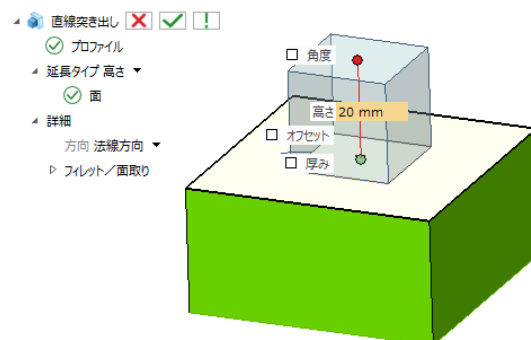 直線突き出し
プロファイル
延長タイプ 高さ
面
詳細
方向 法線方向
フィレット／面取り
角度
高さ 20 mm
オフセット
厚み